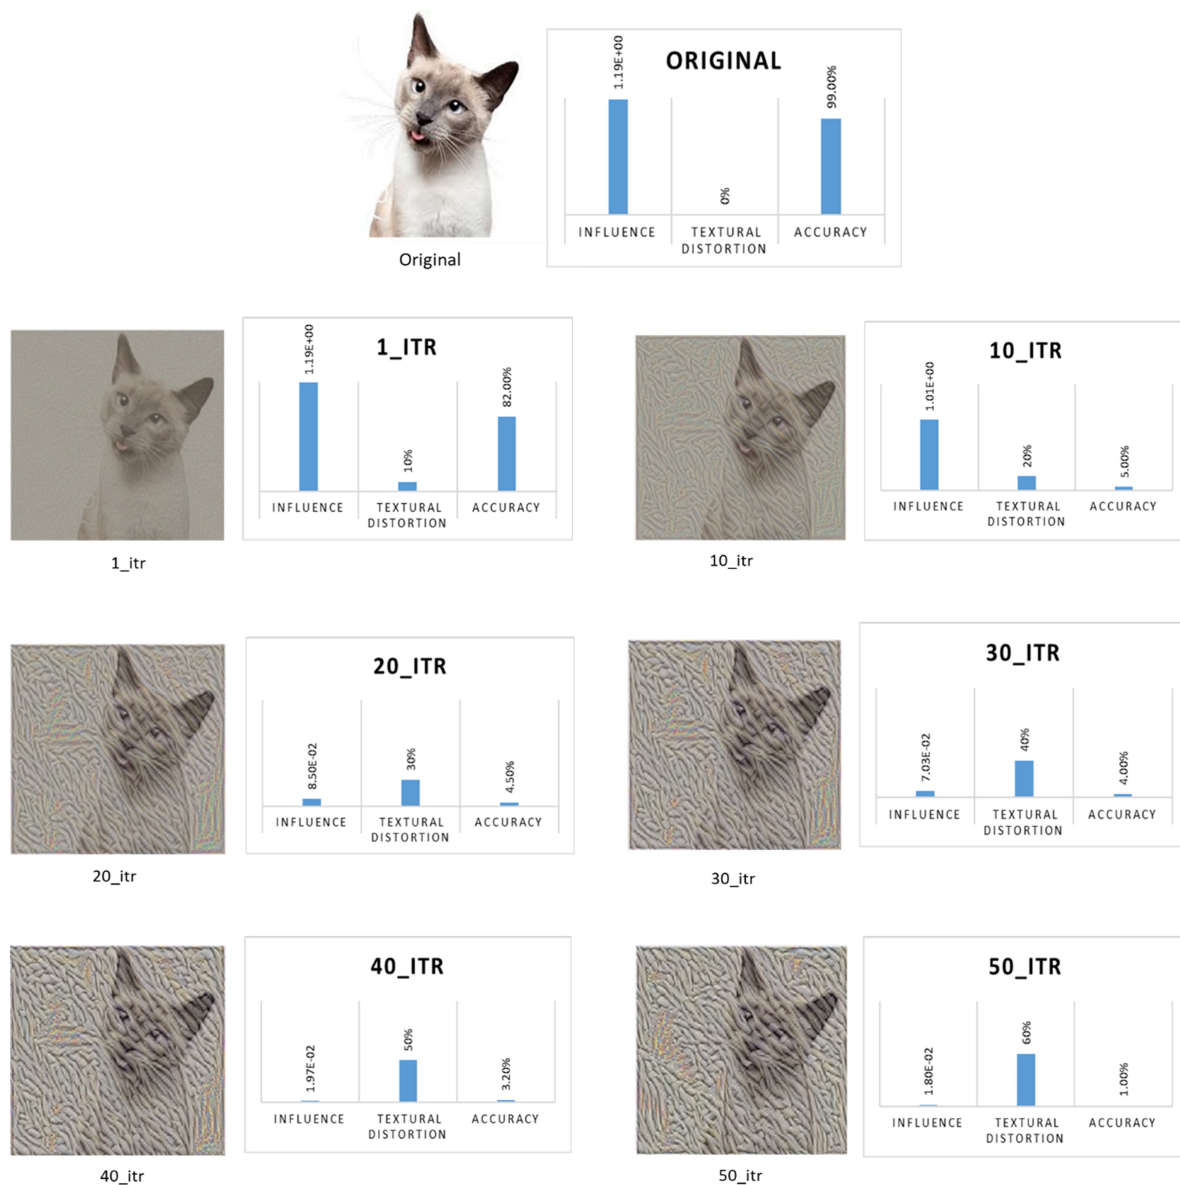 ORIGINAL
1.19E+00
0%
99.00%
INFLUENCE
TEXTURAL DISTORTION
ACCURACY
Original
1_ITR
1.19E+00
10%
82.00%
INFLUENCE
TEXTURAL
DISTORTION
ACCURACY
1_itr
10_ITR
1.01E+00
20%
5.00%
INFLUENCE
TEXTURAL
DISTORTION
ACCURACY
10_itr
20_ITR
8.50E-02
30%
4.50%
INFLUENCE
TEXTURAL
DISTORTION
ACCURACY
20_itr
30_ITR
7.03E-02
40%
4.00%
INFLUENCE
TEXTURAL
DISTORTION
ACCURACY
30_itr
40_ITR
1.97E-02
50%
3.20%
INFLUENCE
TEXTURAL
DISTORTION
ACCURACY
40_itr
50_ITR
1.80E-02
60%
1.00%
INFLUENCE
TEXTURAL
DISTORTION
ACCURACY
50_itr